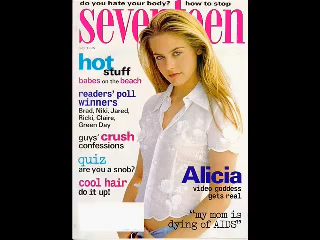 do you hate your body? how to stop
seventeen
hot
stuff
babes on the beach
readers' poll
winners
Brad, Niki, Jared,
Ricki, Claire,
Green Day
guys' crush
confessions
quiz
are you a snob?
cool hair
do it up!
Alicia
video goddess
gets real
"my mom is
dying of AIDS"